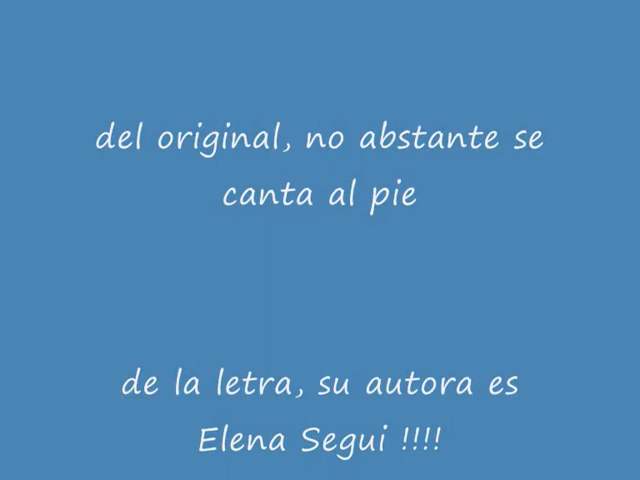 del original, no abstante se
canta al pie
de la letra, su autora es
Elena Segui !!!!